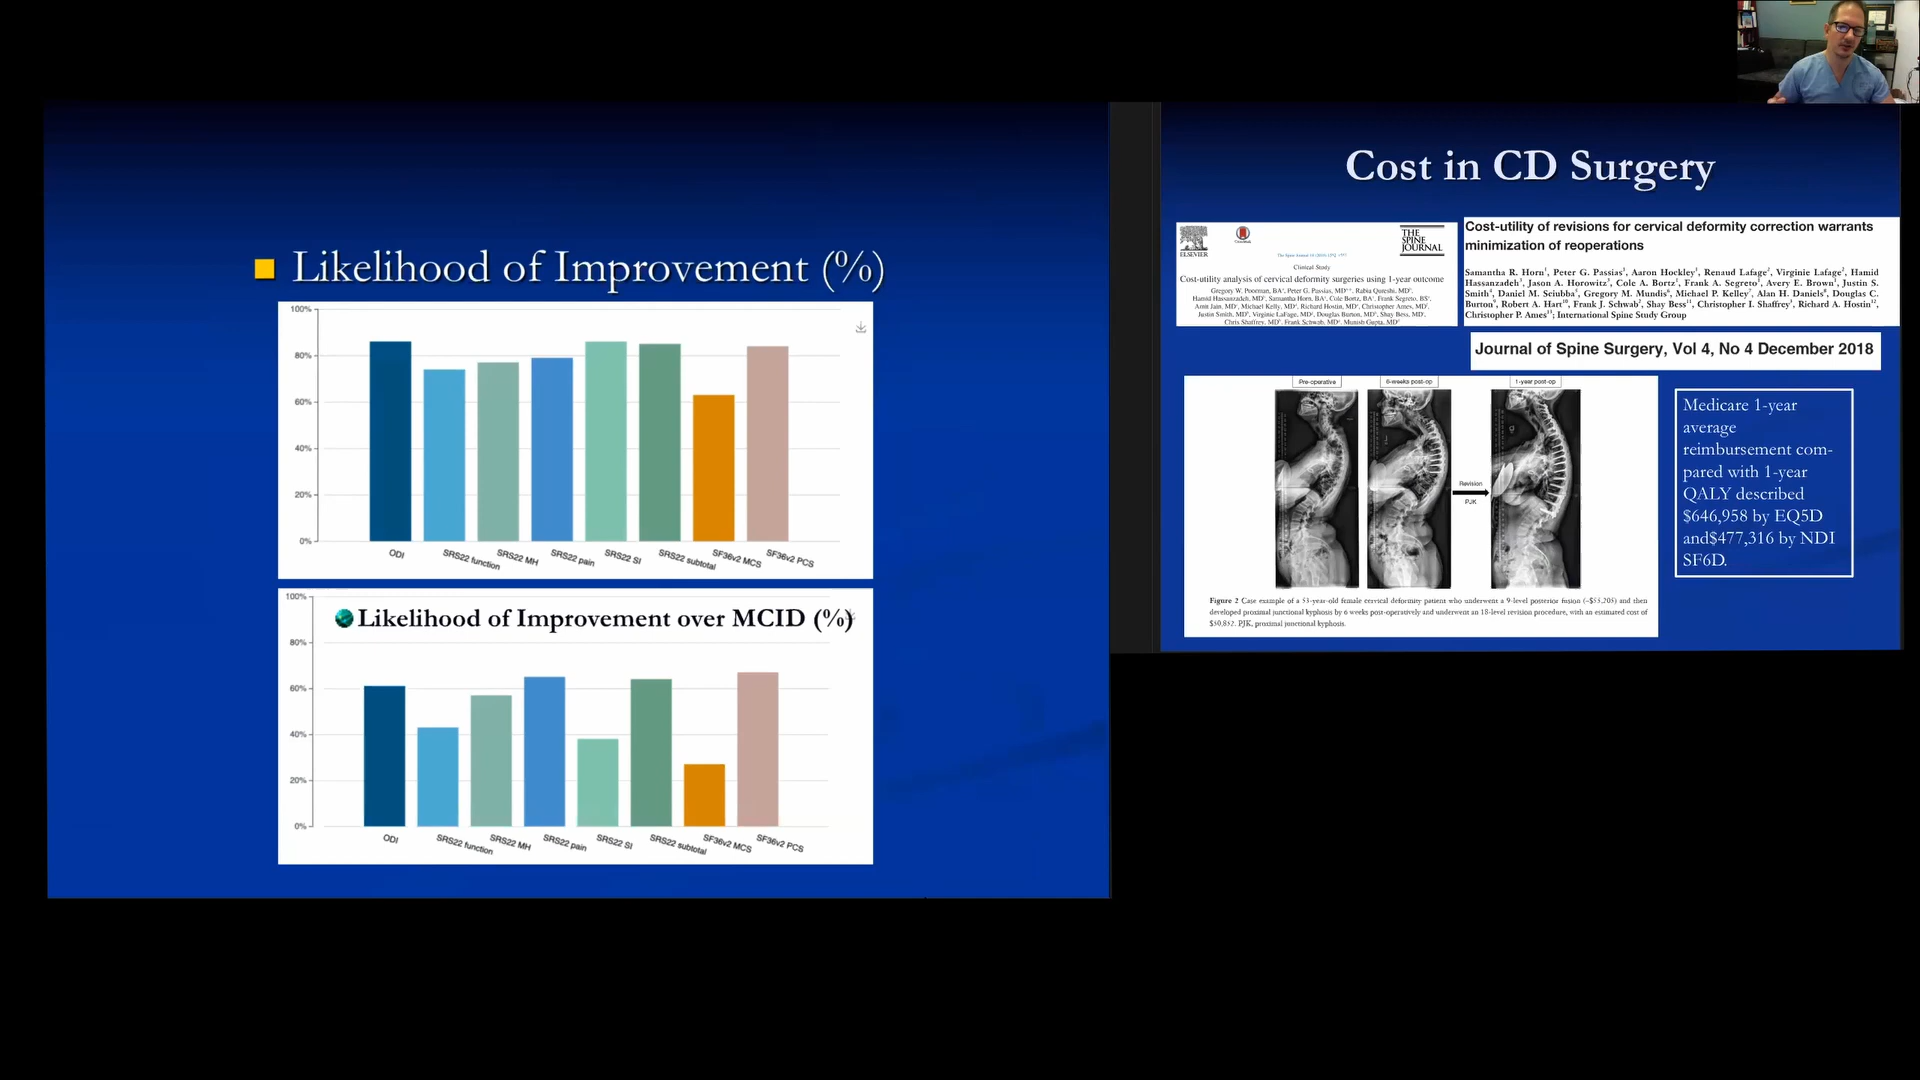 Likelihood of Improvement (%)
100%
80%
60%
40%
20%
0%
ODI
SRS22 function
SRS22 MH
SRS22 pain
SRS22 SI
SRS22 subtotal
SF36v2 MCS
SF36v2 PCS
Likelihood of Improvement over MCID (%)
100%
80%
60%
40%
20%
0%
ODI
SRS22 function
SRS22 MH
SRS22 pain
SRS22 SI
SRS22 subtotal
SF36v2 MCS
SF36v2 PCS
Cost in CD Surgery
ELSEVIER
THE
SPINE
JOURNAL
Clinical Study
Cost-utility analysis of cervical deformity surgeries using 1-year outcome
Gregory W. Poorman, BA, Peter G. Passias, MD, Rabia Qureshi, MD,
Hamid Hassanzadeh, MD, Samantha Horn, BA, Cole Bortz, BA, Frank Segreto, BS,
Amit Jain, MD, Michael Kelly, MD, Richard Hostin, MD, Christopher Ames, MD,
Justin Smith, MD, Virginie LaFage, MD, Douglas Burton, MD, Shay Bess, MD,
Chris Shaffrey, MD, Frank Schwab, MD, Munish Gupta, MD
Cost-utility of revisions for cervical deformity correction warrants
minimization of reoperations
Samantha R. Horn1, Peter G. Passias1, Aaron Hockley1, Renaud Lafage2, Virginie Lafage2, Hamid
Hassanzadeh3, Jason A. Horowitz3, Cole A. Bortz1, Frank A. Segreto1, Avery E. Brown1, Justin S.
Smith, Daniel M. Sciubba, Gregory M. Mundis, Michael P. Kelley, Alan H. Daniels, Douglas C.
Burton, Robert A. Hart, Frank J. Schwab, Shay Bess, Christopher I. Shaffrey, Richard A. Hostin,
Christopher P. Ames; International Spine Study Group
Journal of Spine Surgery, Vol 4, No 4 December 2018
Pre-operative
6-weeks post-op
1-year post-op
Revision
PJK
Figure 2 Case example of a 53-year-old female cervical deformity patient who underwent a 9-level posterior fusion (~$55,205) and then
developed proximal junctional kyphosis by 6 weeks post-operatively and underwent an 18-level revision procedure, with an estimated cost of
$50,852. PJK, proximal junctional kyphosis.
Medicare 1-year
average
reimbursement com-
pared with 1-year
QALY described
$646,958 by EQ5D
and$477,316 by NDI
SF6D.